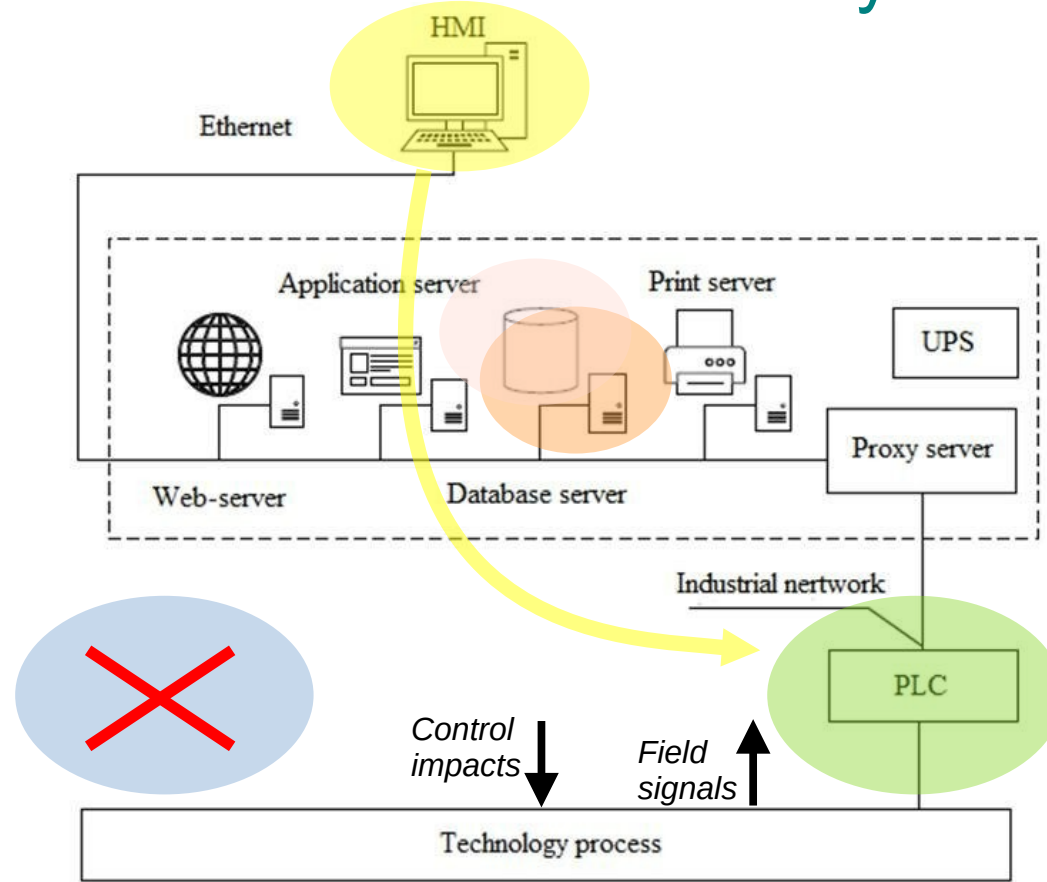 y
HMI
Ethernet
Application server
Print server
UPS
Proxy server
Web-server
Database server
Industrial nertwork
PLC
Control
impacts
Field
signals
Technology process